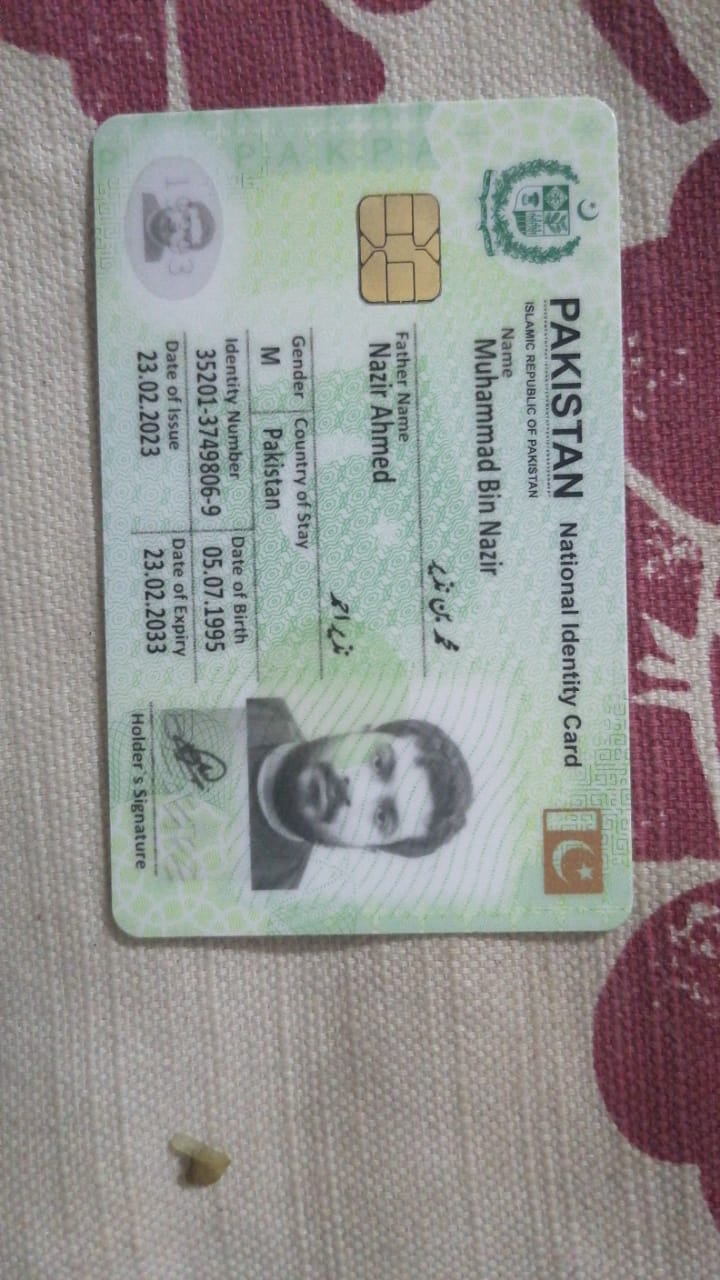 PAKISTAN National Identity Card
ISLAMIC REPUBLIC OF PAKISTAN
Name
Muhammad Bin Nazir
محمد بن نذیر
Father Name
Nazir Ahmed
نذیر احمد
Gender Country of Stay
M Pakistan
Identity Number Date of Birth
35201-3749806-9 05.07.1995
Date of Issue Date of Expiry
23.02.2023 23.02.2033
Holder's Signature